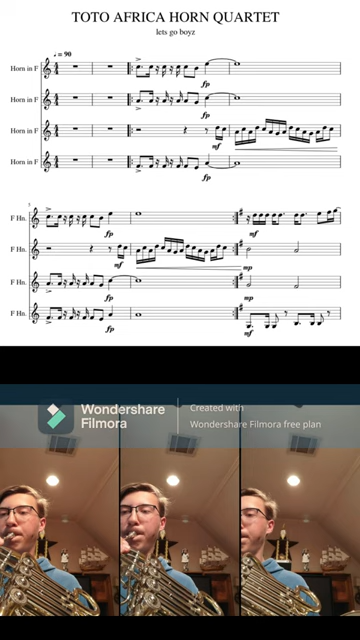 TOTO AFRICA HORN QUARTET
lets go boyz
♩ = 90
Horn in F
fp
Horn in F
fp
Horn in F
mf
Horn in F
fp
5
F Hn.
fp
mf
F Hn.
mf
mp
F Hn.
fp
mp
F Hn.
fp
mf
Wondershare
Filmora
Created with
Wondershare Filmora free plan